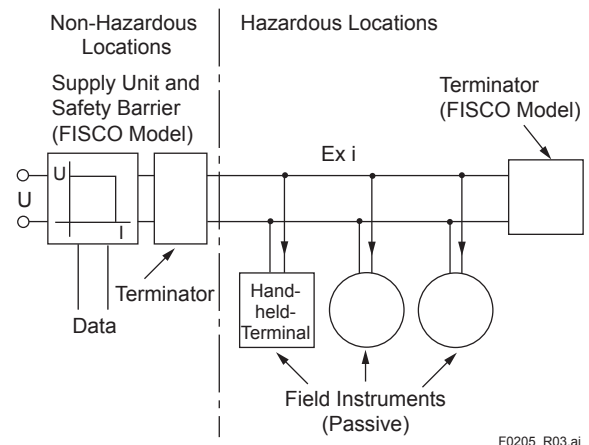 Non-Hazardous
Locations
Hazardous Locations
Supply Unit and
Safety Barrier
(FISCO Model)
Terminator
(FISCO Model)
Ex i
U
U
I
Terminator
Data
Hand-
held-
Terminal
Field Instruments
(Passive)
F0205_R03.ai